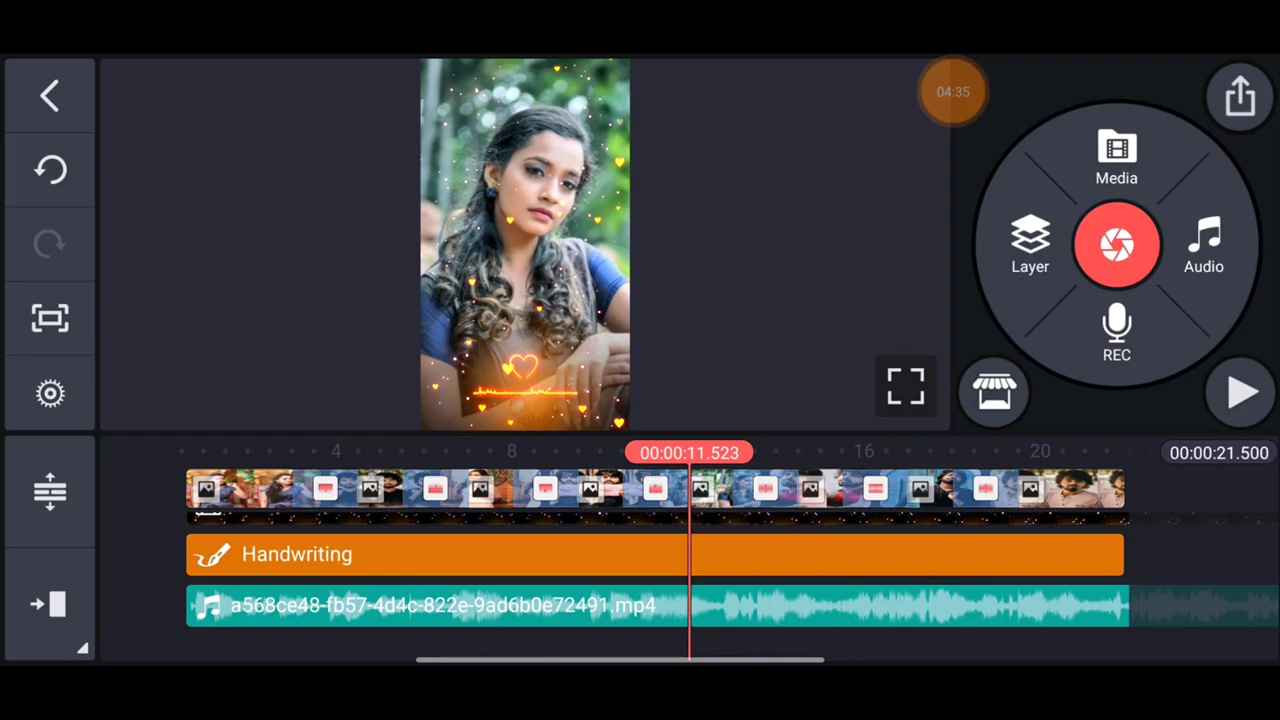 04:35
Media
Layer
Audio
REC
4
8
00:00:11.523
16
20
00:00:21.500
Handwriting
a568ce48-fb57-4d4c-822e-9ad6b0e72491.mp4